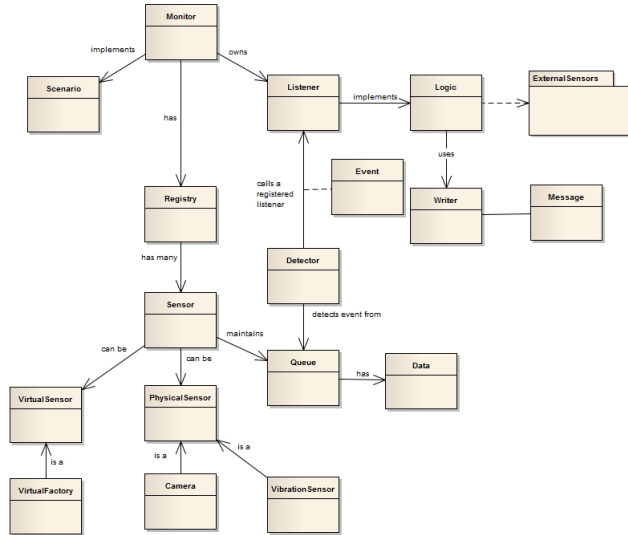 Monitor
implements
owns
Scenario
Listener
implements
Logic
ExternalSensors
has
uses
calls a
registered
listener
Event
Registry
Writer
Message
has many
Detector
Sensor
maintains
detects event from
can be
can be
Queue
has
Data
VirtualSensor
PhysicalSensor
is a
is a
is a
VirtualFactory
Camera
VibrationSensor